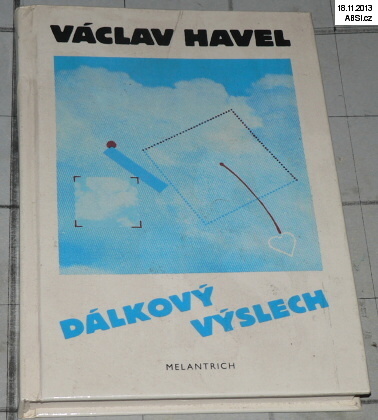 18.11.2013
ABSI.cz
VÁCLAV HAVEL
DÁLKOVÝ
VÝSLECH
MELANTRICH